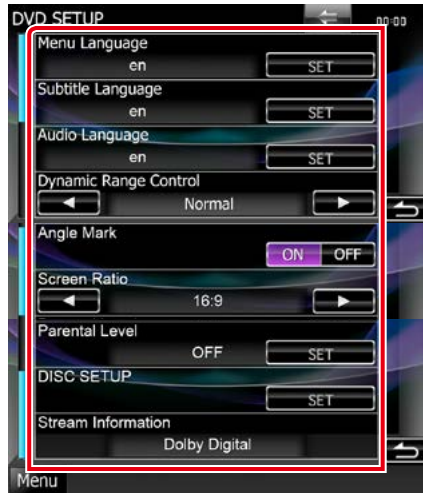 DVD SETUP 00:00
Menu Language
en SET
Subtitle Language
en SET
Audio Language
en SET
Dynamic Range Control
Normal
Angle Mark
ON OFF
Screen Ratio
16:9
Parental Level
OFF SET
DISC SETUP
SET
Stream Information
Dolby Digital
Menu